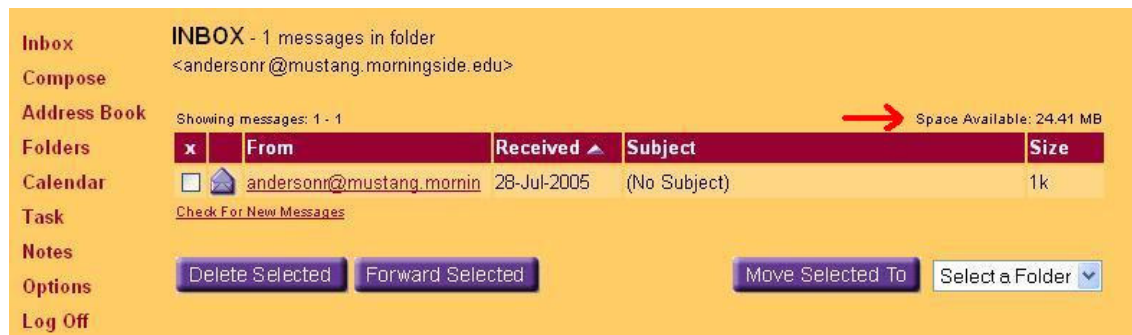 Inbox
Compose
Address Book
Folders
Calendar
Task
Notes
Options
Log Off
INBOX - 1 messages in folder
<andersonr@mustang.morningside.edu>
Showing messages: 1 - 1
Space Available: 24.41 MB
x From Received Subject Size
andersonr@mustang.mornin 28-Jul-2005 (No Subject) 1k
Check For New Messages
Delete Selected Forward Selected Move Selected To Select a Folder